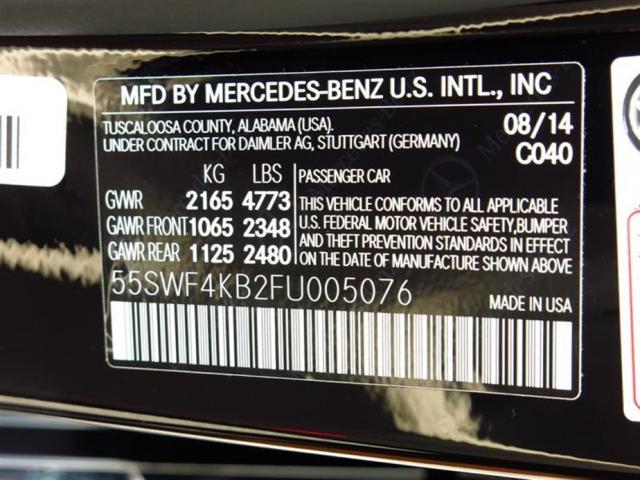 MFD BY MERCEDES-BENZ U.S. INTL., INC
TUSCALOOSA COUNTY, ALABAMA (USA). 08/14
UNDER CONTRACT FOR DAIMLER AG, STUTTGART (GERMANY) C040
KG LBS PASSENGER CAR
GVWR 2165 4773 THIS VEHICLE CONFORMS TO ALL APPLICABLE
GAWR FRONT 1065 2348 U.S. FEDERAL MOTOR VEHICLE SAFETY,BUMPER
GAWR REAR 1125 2480 AND THEFT PREVENTION STANDARDS IN EFFECT
ON THE DATE OF MANUFACTURE SHOWN ABOVE.
55SWF4KB2FU005076 MADE IN USA